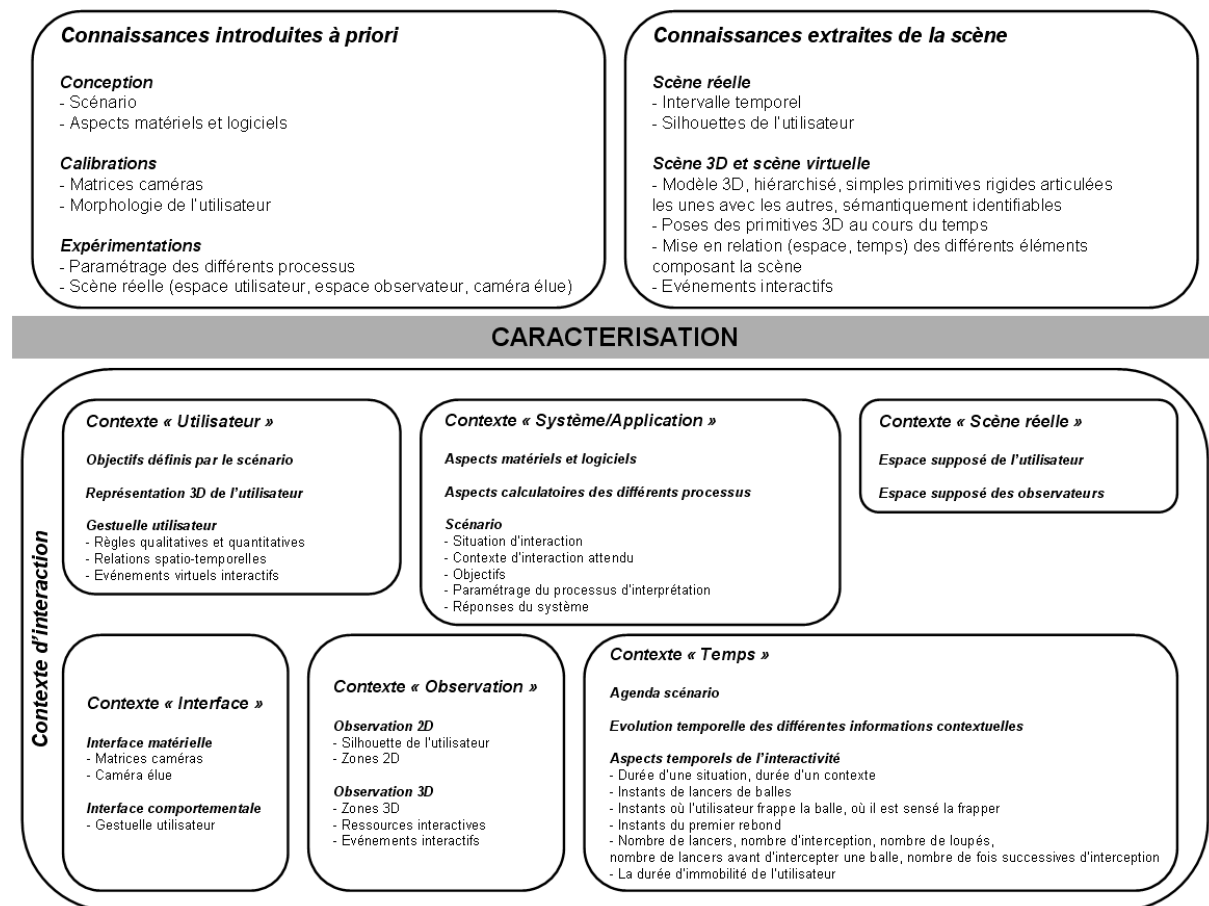 Connaissances introduites à priori
Conception
- Scénario
- Aspects matériels et logiciels
Calibrations
- Matrices caméras
- Morphologie de l'utilisateur
Expérimentations
- Paramétrage des différents processus
- Scène réelle (espace utilisateur, espace observateur, caméra élue)
Connaissances extraites de la scène
Scène réelle
- Intervalle temporel
- Silhouettes de l'utilisateur
Scène 3D et scène virtuelle
- Modèle 3D, hiérarchisé, simples primitives rigides articulées
les unes avec les autres, sémantiquement identifiables
- Poses des primitives 3D au cours du temps
- Mise en relation (espace, temps) des différents éléments
composant la scène
- Evénements interactifs
CARACTERISATION
Contexte d'interaction
Contexte « Utilisateur »
Objectifs définis par le scénario
Représentation 3D de l'utilisateur
Gestuelle utilisateur
- Règles qualitatives et quantitatives
- Relations spatio-temporelles
- Evénements virtuels interactifs
Contexte « Système/Application »
Aspects matériels et logiciels
Aspects calculatoires des différents processus
Scénario
- Situation d'interaction
- Contexte d'interaction attendu
- Objectifs
- Paramétrage du processus d'interprétation
- Réponses du système
Contexte « Scène réelle »
Espace supposé de l'utilisateur
Espace supposé des observateurs
Contexte « Interface »
Interface matérielle
- Matrices caméras
- Caméra élue
Interface comportementale
- Gestuelle utilisateur
Contexte « Observation »
Observation 2D
- Silhouette de l'utilisateur
- Zones 2D
Observation 3D
- Zones 3D
- Ressources interactives
- Evénements interactifs
Contexte « Temps »
Agenda scénario
Evolution temporelle des différentes informations contextuelles
Aspects temporels de l'interactivité
- Durée d'une situation, durée d'un contexte
- Instants de lancers de balles
- Instants où l'utilisateur frappe la balle, où il est sensé la frapper
- Instants du premier rebond
- Nombre de lancers, nombre d'interception, nombre de loupés,
nombre de lancers avant d'intercepter une balle, nombre de fois successives d'interception
- La durée d'immobilité de l'utilisateur